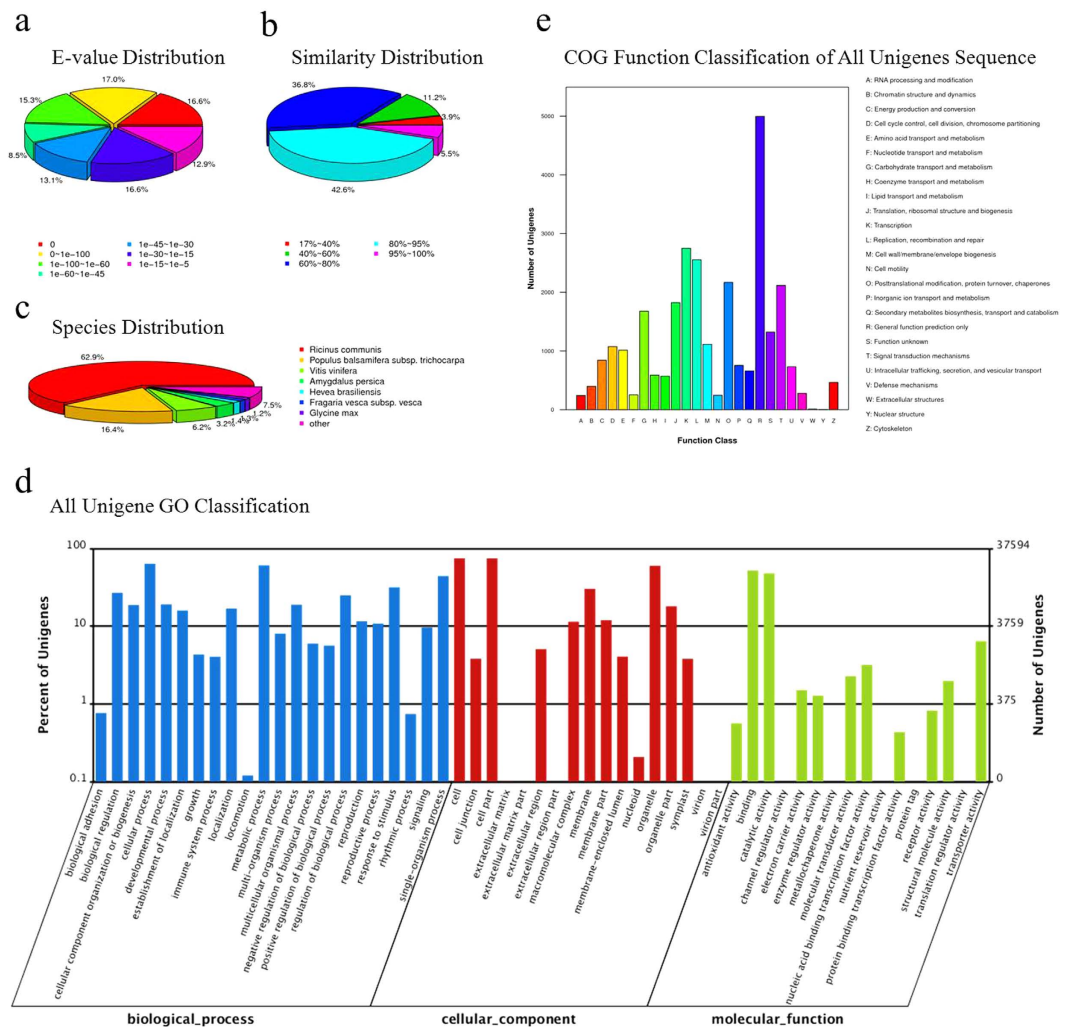 a
E-value Distribution
17.0%
15.3%
16.6%
8.5%
12.9%
13.1%
16.6%
0
0~1e-100
1e-100~1e-60
1e-60~1e-45
1e-45~1e-30
1e-30~1e-15
1e-15~1e-5
b
Similarity Distribution
36.8%
11.2%
3.9%
5.5%
42.6%
17%~40%
40%~60%
60%~80%
80%~95%
95%~100%
c
Species Distribution
62.9%
7.5%
1.2%
1.3%
1.4%
3.2%
6.2%
16.4%
Ricinus communis
Populus balsamifera subsp. trichocarpa
Vitis vinifera
Amygdalus persica
Hevea brasiliensis
Fragaria vesca subsp. vesca
Glycine max
other
e
COG Function Classification of All Unigenes Sequence
Number of Unigenes
5000
4000
3000
2000
1000
0
A B C D E F G H I J K L M N O P Q R S T U V W Y Z
Function Class
A: RNA processing and modification
B: Chromatin structure and dynamics
C: Energy production and conversion
D: Cell cycle control, cell division, chromosome partitioning
E: Amino acid transport and metabolism
F: Nucleotide transport and metabolism
G: Carbohydrate transport and metabolism
H: Coenzyme transport and metabolism
I: Lipid transport and metabolism
J: Translation, ribosomal structure and biogenesis
K: Transcription
L: Replication, recombination and repair
M: Cell wall/membrane/envelope biogenesis
N: Cell motility
O: Posttranslational modification, protein turnover, chaperones
P: Inorganic ion transport and metabolism
Q: Secondary metabolites biosynthesis, transport and catabolism
R: General function prediction only
S: Function unknown
T: Signal transduction mechanisms
U: Intracellular trafficking, secretion, and vesicular transport
V: Defense mechanisms
W: Extracellular structures
Y: Nuclear structure
Z: Cytoskeleton
d
All Unigene GO Classification
Percent of Unigenes
100
10
1
0.1
37594
3759
375
0
Number of Unigenes
biological adhesion
biological regulation
cellular component organization or biogenesis
cellular process
developmental process
establishment of localization
growth
immune system process
localization
locomotion
metabolic process
multi-organism process
multicellular organismal process
negative regulation of biological process
positive regulation of biological process
regulation of biological process
reproduction
reproductive process
response to stimulus
rhythmic process
signaling
single-organism process
cell
cell junction
cell part
extracellular matrix
extracellular matrix part
extracellular region
extracellular region part
macromolecular complex
membrane
membrane part
membrane-enclosed lumen
nucleoid
organelle
organelle part
symplast
virion
virion part
antioxidant activity
binding
catalytic activity
channel regulator activity
electron carrier activity
enzyme regulator activity
metallochaperone activity
molecular transducer activity
nucleic acid binding transcription factor activity
nutrient reservoir activity
protein binding transcription factor activity
protein tag
receptor activity
structural molecule activity
translation regulator activity
transporter activity
biological_process
cellular_component
molecular_function